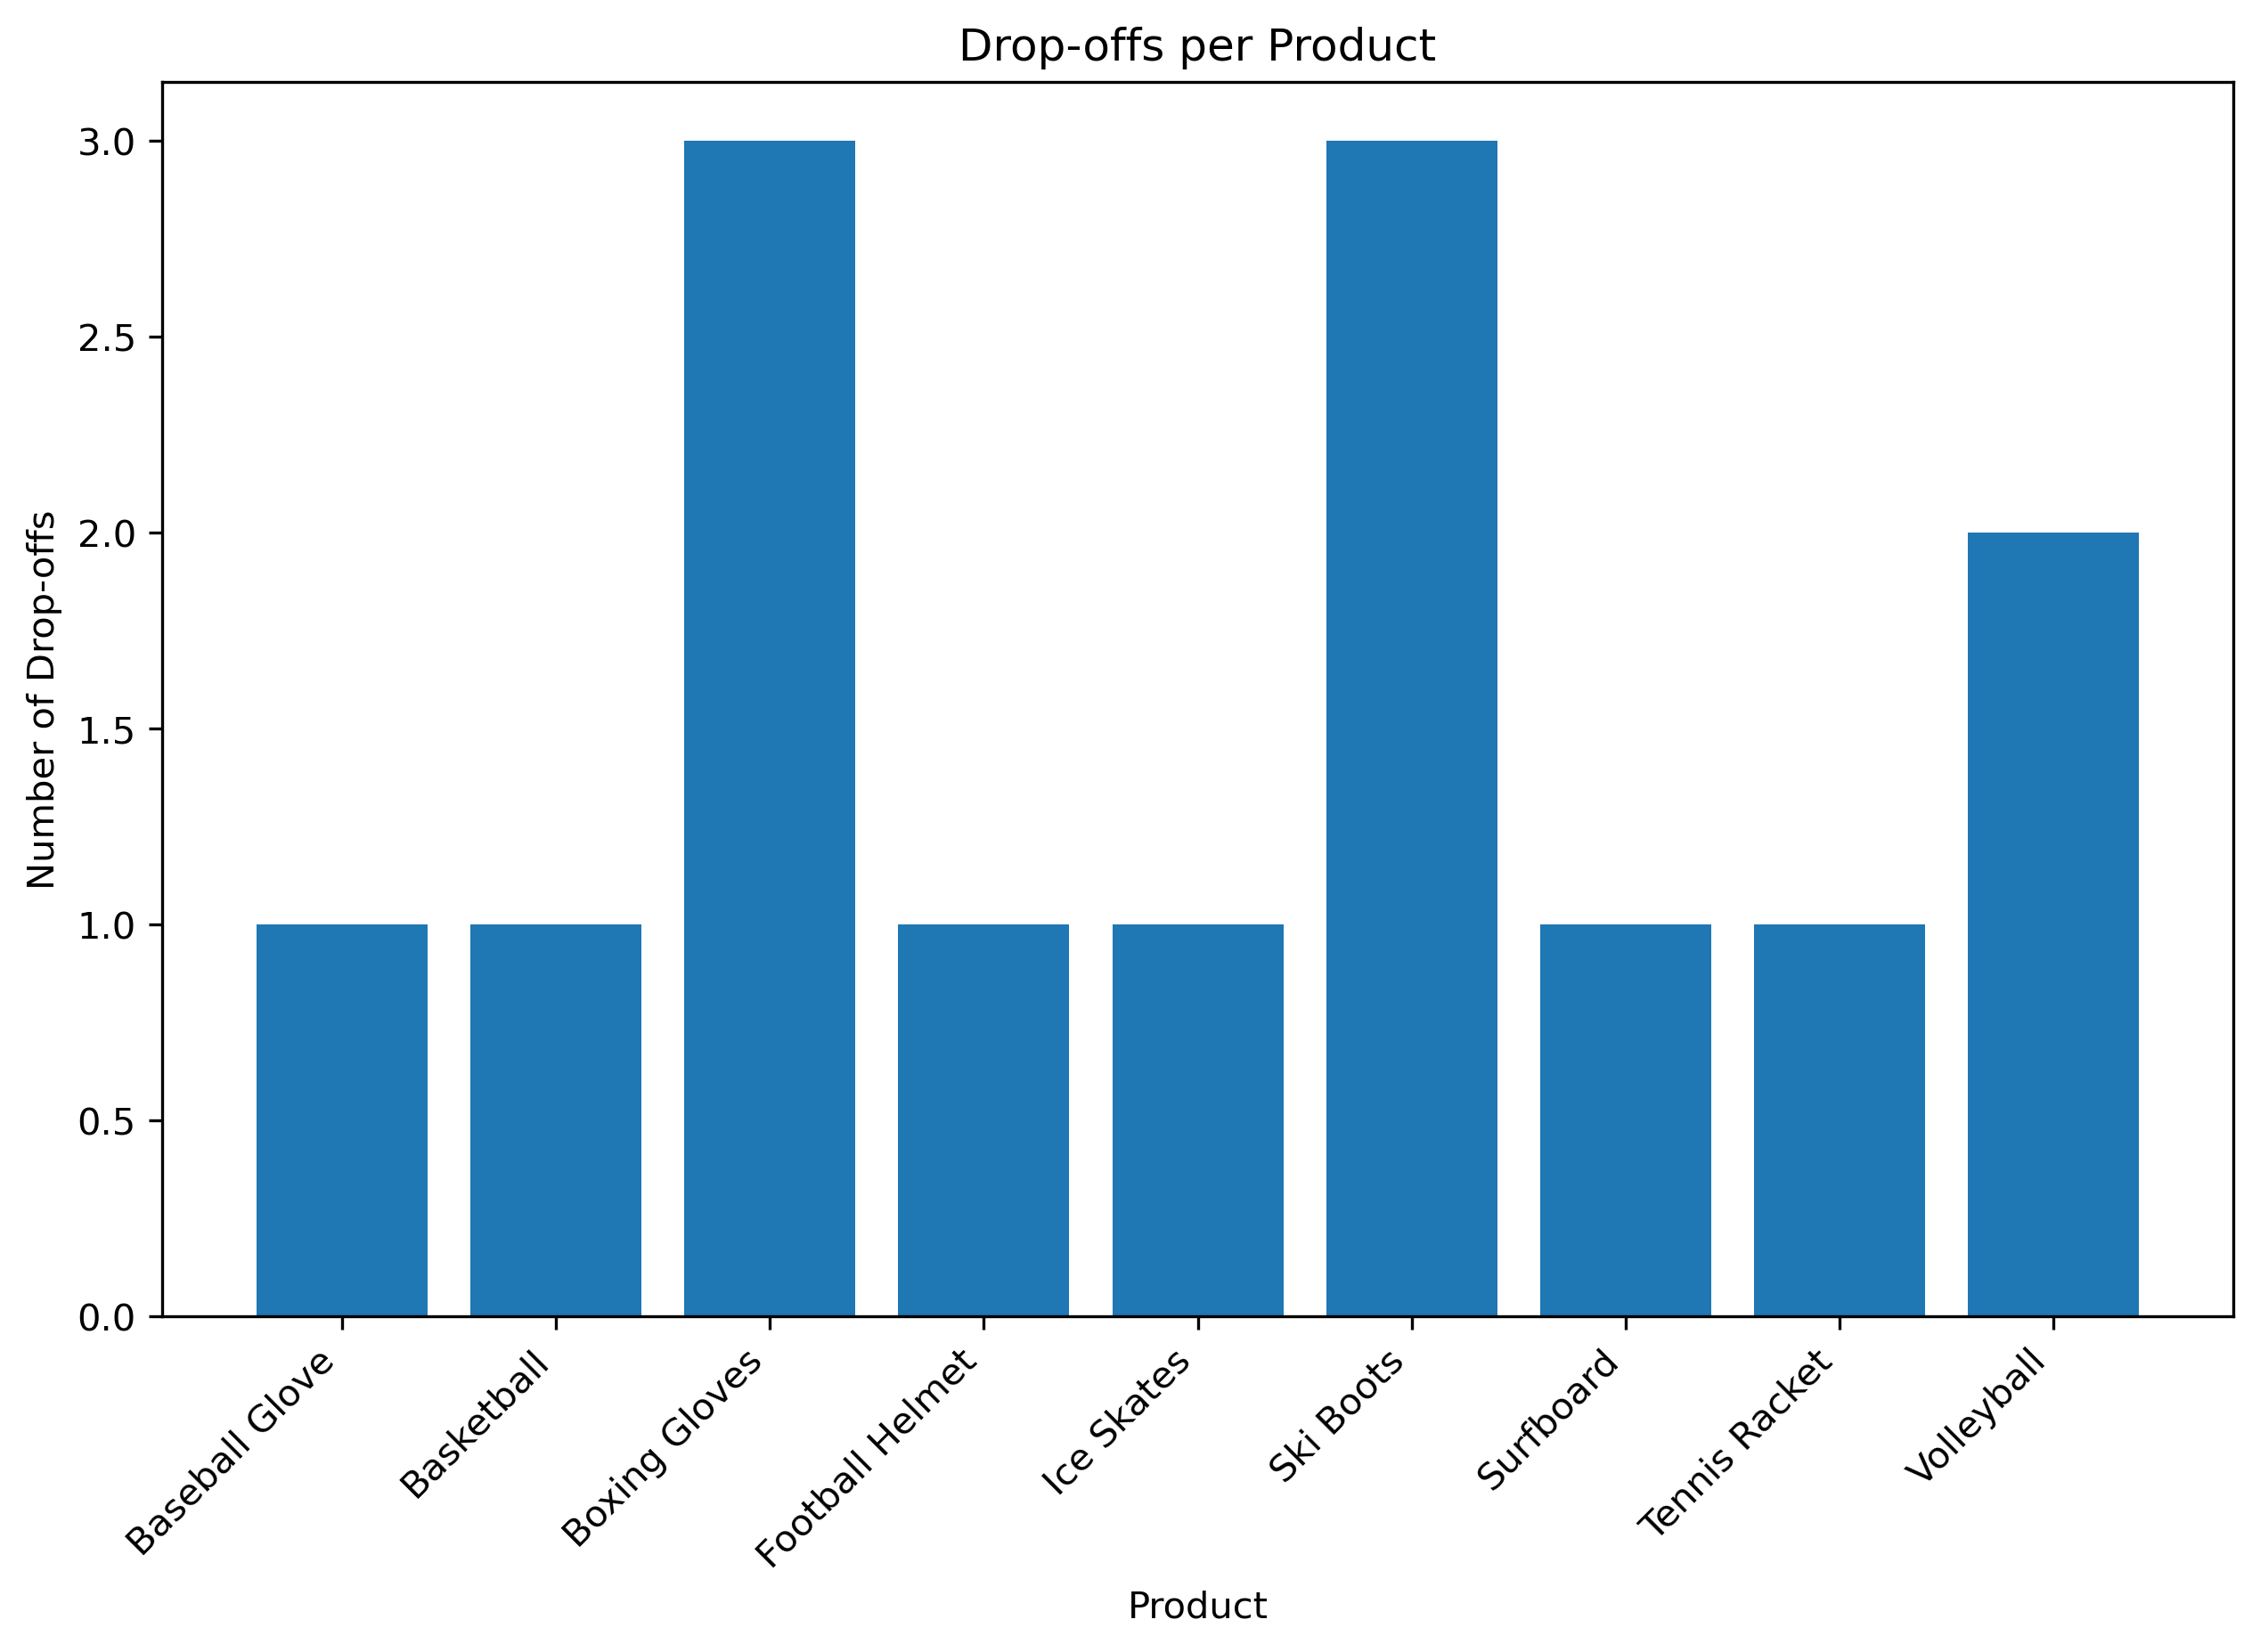 Drop-offs per Product
Number of Drop-offs
3.0
2.5
2.0
1.5
1.0
0.5
0.0
Baseball Glove
Basketball
Boxing Gloves
Football Helmet
Ice Skates
Ski Boots
Surfboard
Tennis Racket
Volleyball
Product